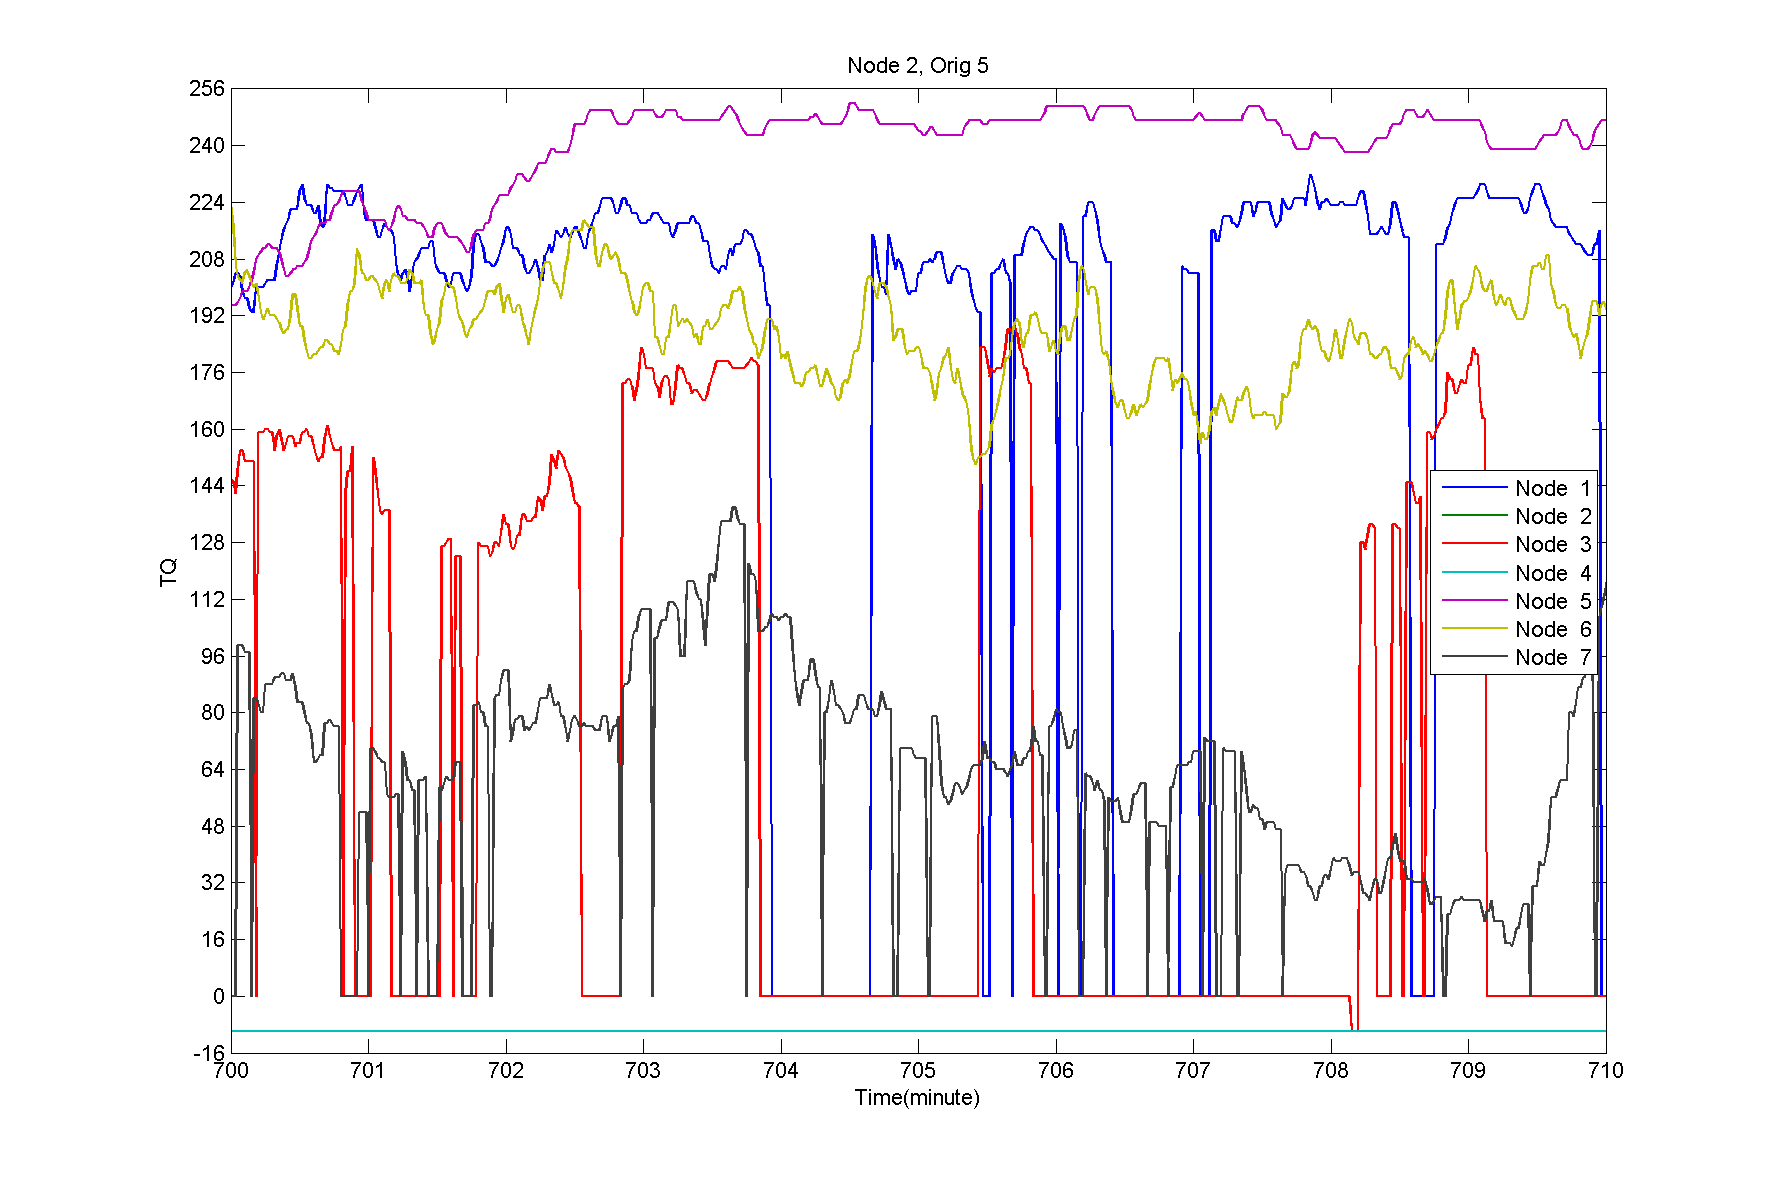 Node 2, Orig 5
256
240
224
208
192
176
160
144
128
112
96
80
64
48
32
16
0
-16
TQ
Node 1
Node 2
Node 3
Node 4
Node 5
Node 6
Node 7
700 701 702 703 704 705 706 707 708 709 710
Time(minute)